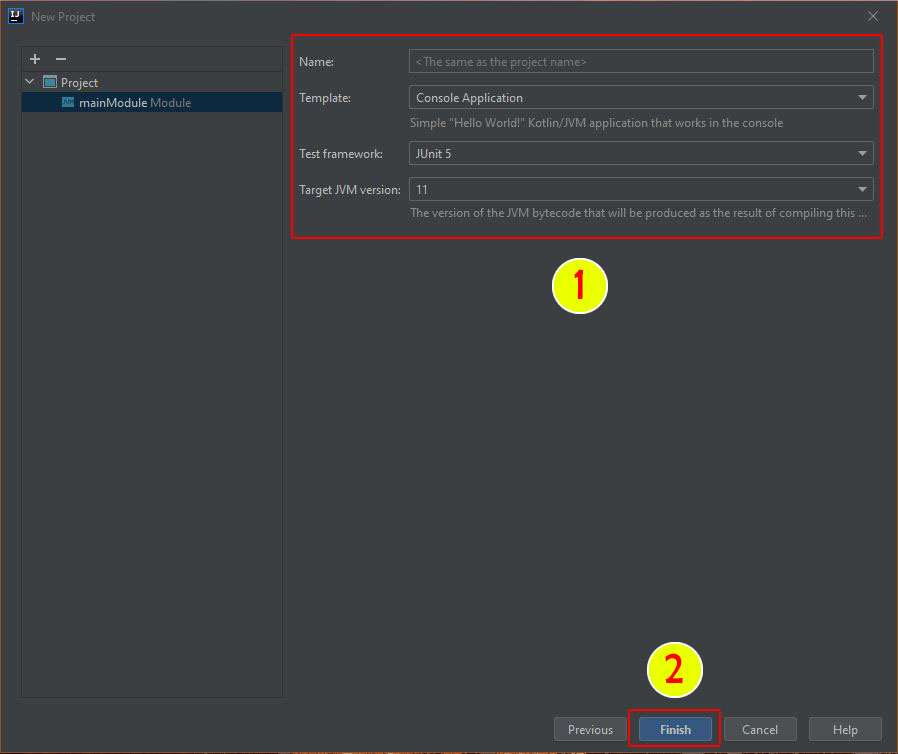 New Project
Project
mainModule Module
Name: <The same as the project name>
Template: Console Application
Simple "Hello World!" Kotlin/JVM application that works in the console
Test framework: JUnit 5
Target JVM version: 11
The version of the JVM bytecode that will be produced as the result of compiling this ...
1
2
Previous Finish Cancel Help